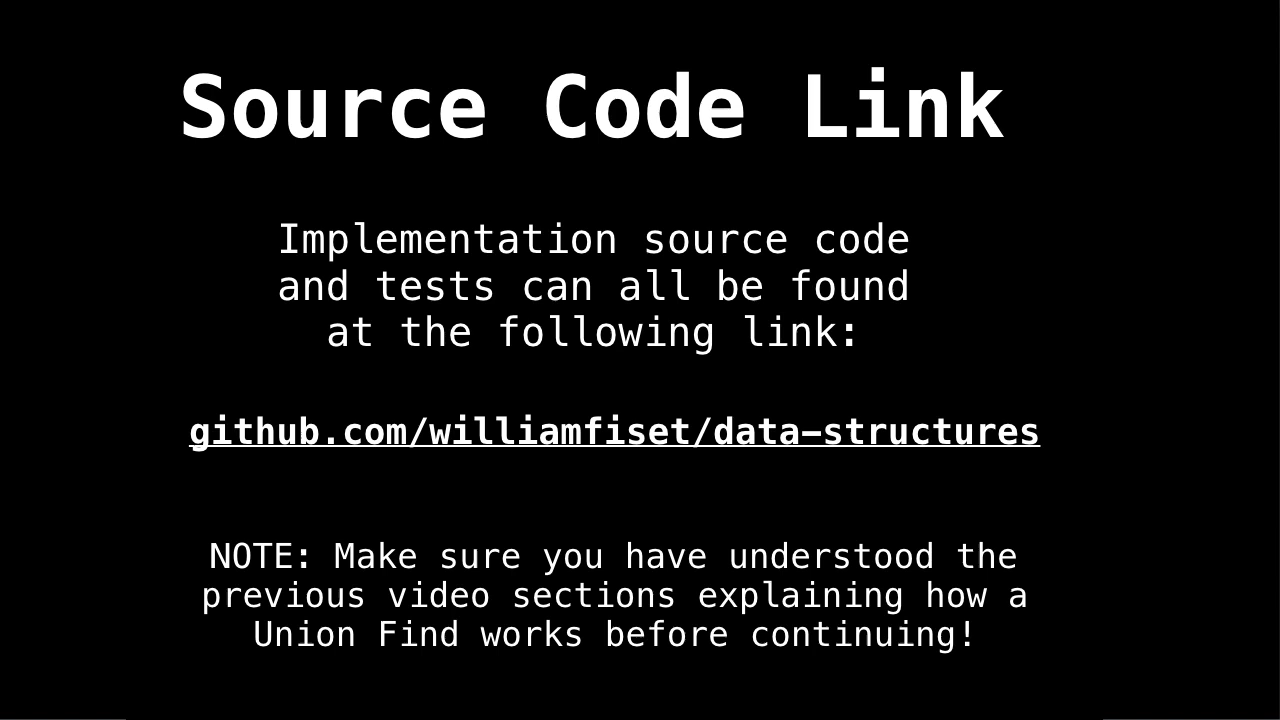 Source Code Link
Implementation source code
and tests can all be found
at the following link:
github.com/williamfiset/data-structures
NOTE: Make sure you have understood the
previous video sections explaining how a
Union Find works before continuing!